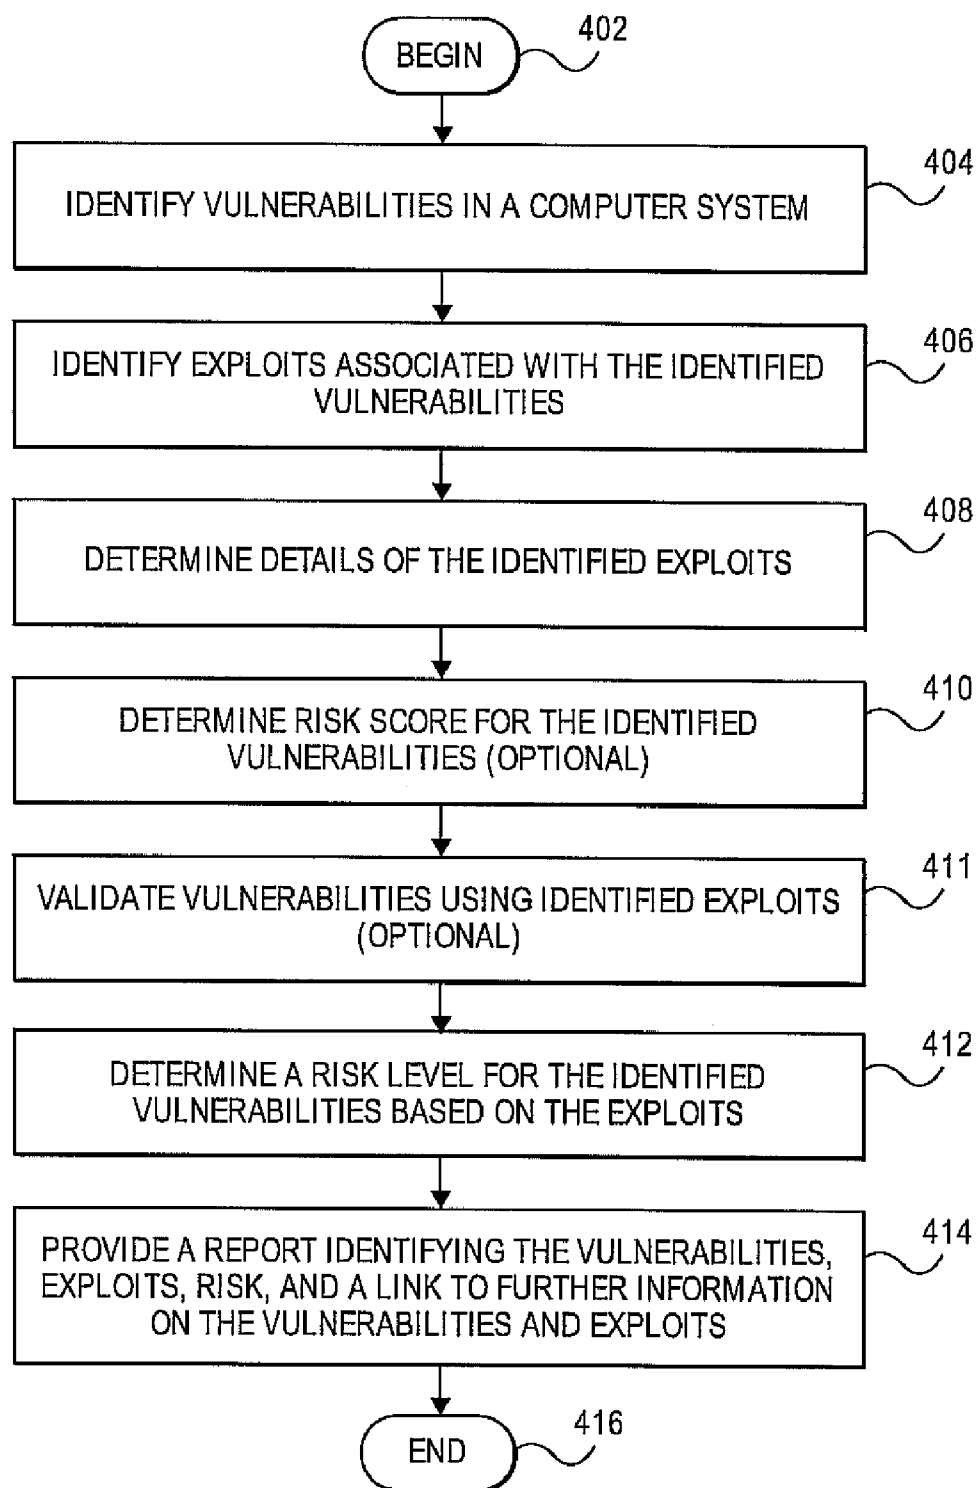 BEGIN
402
IDENTIFY VULNERABILITIES IN A COMPUTER SYSTEM
404
IDENTIFY EXPLOITS ASSOCIATED WITH THE IDENTIFIED
VULNERABILITIES
406
DETERMINE DETAILS OF THE IDENTIFIED EXPLOITS
408
DETERMINE RISK SCORE FOR THE IDENTIFIED
VULNERABILITIES (OPTIONAL)
410
VALIDATE VULNERABILITIES USING IDENTIFIED EXPLOITS
(OPTIONAL)
411
DETERMINE A RISK LEVEL FOR THE IDENTIFIED
VULNERABILITIES BASED ON THE EXPLOITS
412
PROVIDE A REPORT IDENTIFYING THE VULNERABILITIES,
EXPLOITS, RISK, AND A LINK TO FURTHER INFORMATION
ON THE VULNERABILITIES AND EXPLOITS
414
END
416